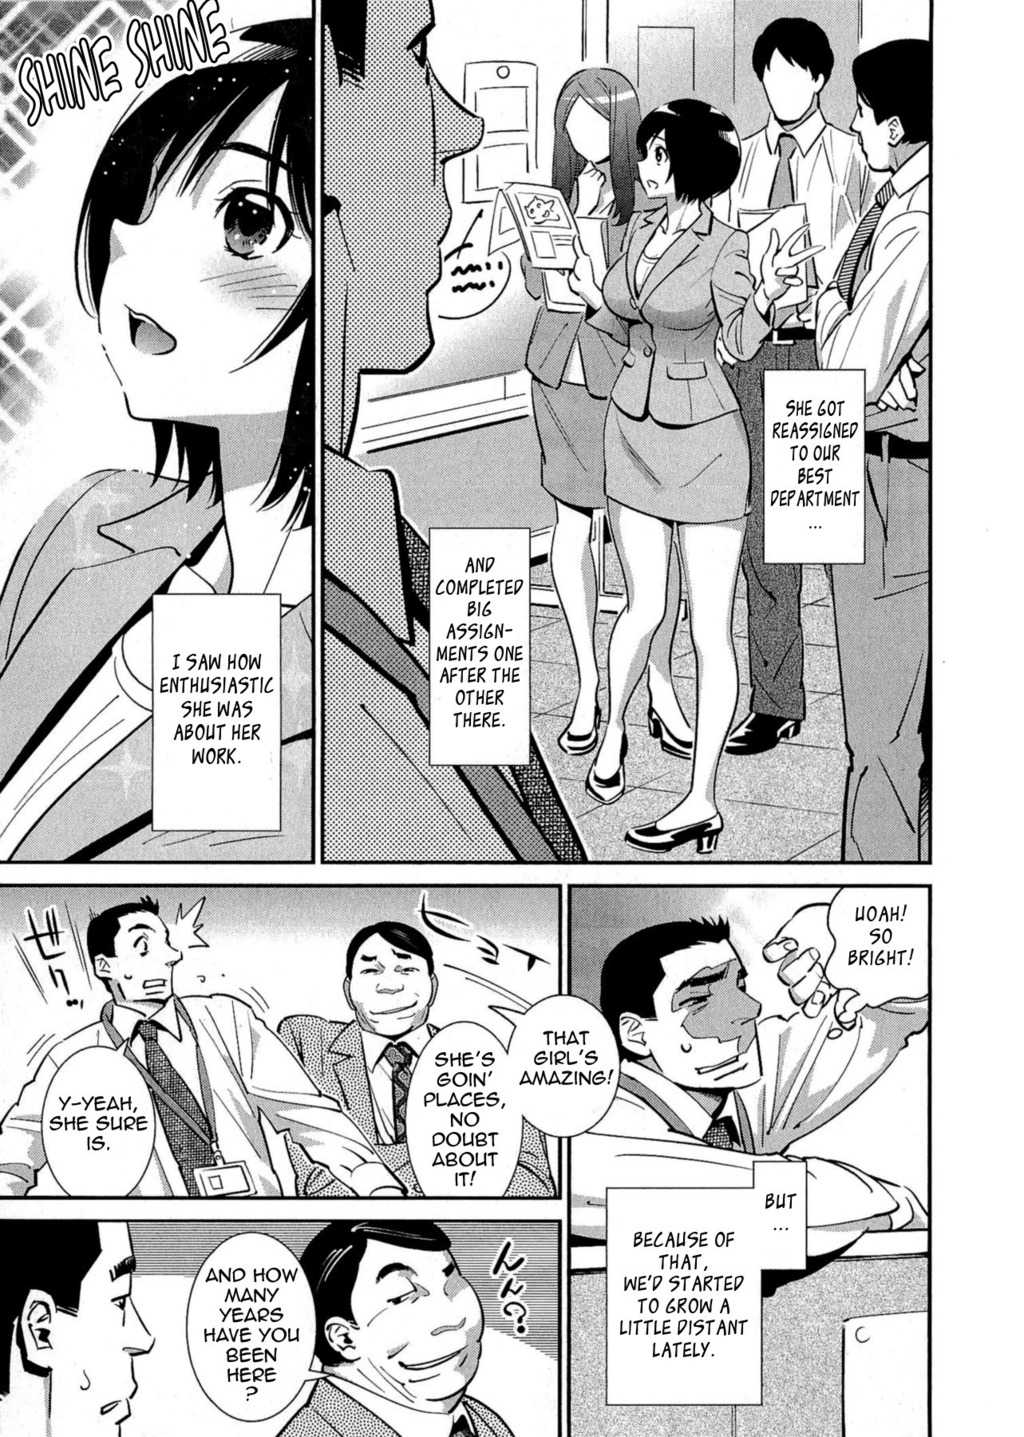 SHE GOT
REASSIGNED
TO OUR
BEST
DEPARTMENT
...
AND
COMPLETED
BIG
ASSIGN-
MENTS ONE
AFTER THE
OTHER
THERE.
SHINE SHINE
I SAW HOW
ENTHUSIASTIC
SHE WAS
ABOUT HER
WORK.
UOAH!
SO
BRIGHT!
BUT
...
BECAUSE OF
THAT,
WE'D STARTED
TO GROW A
LITTLE DISTANT
LATELY.
THAT
GIRL'S
AMAZING!
SHE'S
GOIN'
PLACES,
NO
DOUBT
ABOUT
IT!
Y-YEAH,
SHE SURE
IS.
んん?
AND HOW
MANY
YEARS
HAVE YOU
BEEN
HERE
?